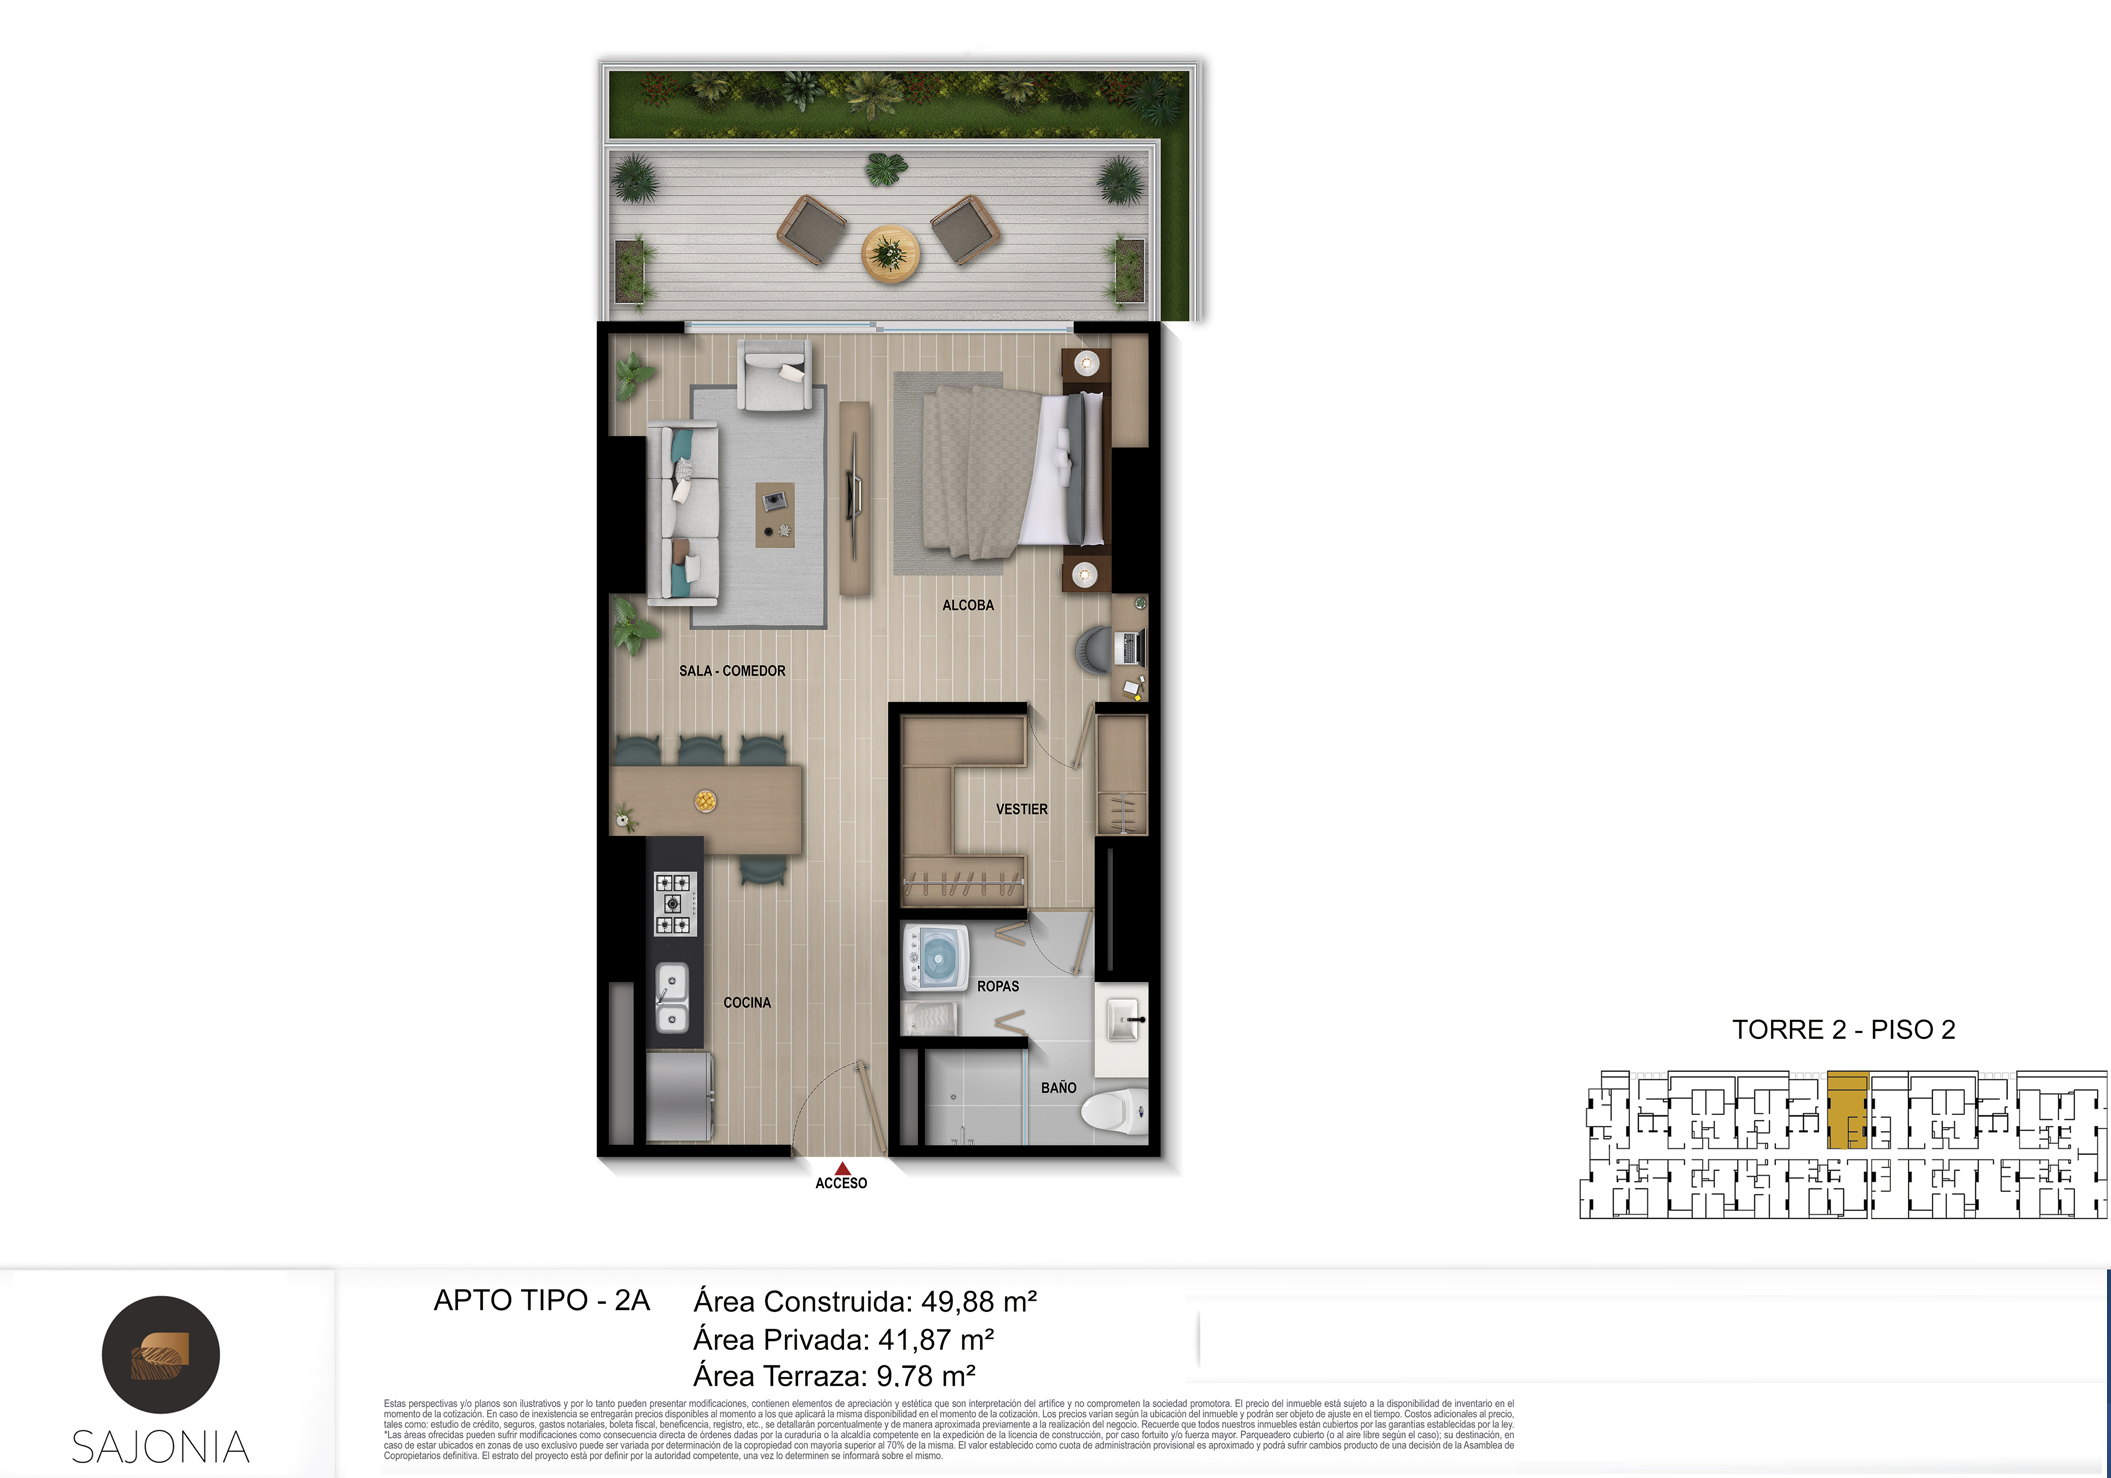 ALCOBA
SALA - COMEDOR
VESTIER
ROPAS
COCINA
BAÑO
ACCESO
TORRE 2 - PISO 2
APTO TIPO - 2A
Área Construida: 49,88 m²
Área Privada: 41,87 m²
Área Terraza: 9,78 m²
SAJONIA
Estas perspectivas y/o planos son ilustrativos y por lo tanto pueden presentar modificaciones, contienen elementos de apreciación y estética que son interpretación del artífice y no comprometen la sociedad promotora. El precio del inmueble está sujeto a la disponibilidad de inventario en el
momento de la cotización. En caso de inexistencia se entregarán precios disponibles al momento a los que aplicará la misma disponibilidad en el momento de la cotización. Los precios varían según la ubicación del inmueble y podrán ser objeto de ajuste en el tiempo. Costos adicionales al precio,
tales como: estudio de crédito, seguros, gastos notariales, boleta fiscal, beneficencia, registro, etc., se detallarán porcentualmente y de manera aproximada previamente a la realización del negocio. Recuerde que todos nuestros inmuebles están cubiertos por las garantías establecidas por la ley.
*Las áreas ofrecidas pueden sufrir modificaciones como consecuencia directa de órdenes dadas por la curaduría o la alcaldía competente en la expedición de la licencia de construcción, por caso fortuito y/o fuerza mayor. Parqueadero cubierto (o al aire libre según el caso); su destinación, en
caso de estar ubicados en zonas de uso exclusivo puede ser variada por determinación de la copropiedad con mayoría superior al 70% de la misma. El valor establecido como cuota de administración provisional es aproximado y podrá sufrir cambios producto de una decisión de la Asamblea de
Copropietarios definitiva. El estrato del proyecto está por definir por la autoridad competente, una vez lo determinen se informará sobre el mismo.